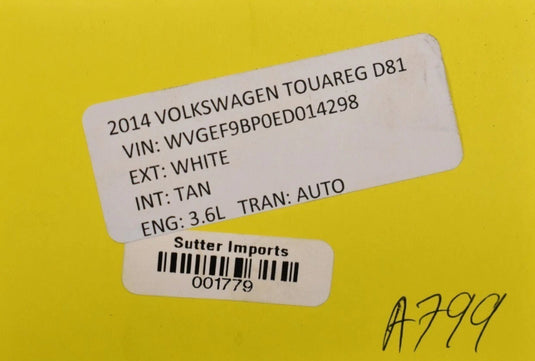 2014 VOLKSWAGEN TOUAREG D81
VIN: WVGEF9BP0ED014298
EXT: WHITE
INT: TAN
ENG: 3.6L TRAN: AUTO
Sutter Imports
001779
A799